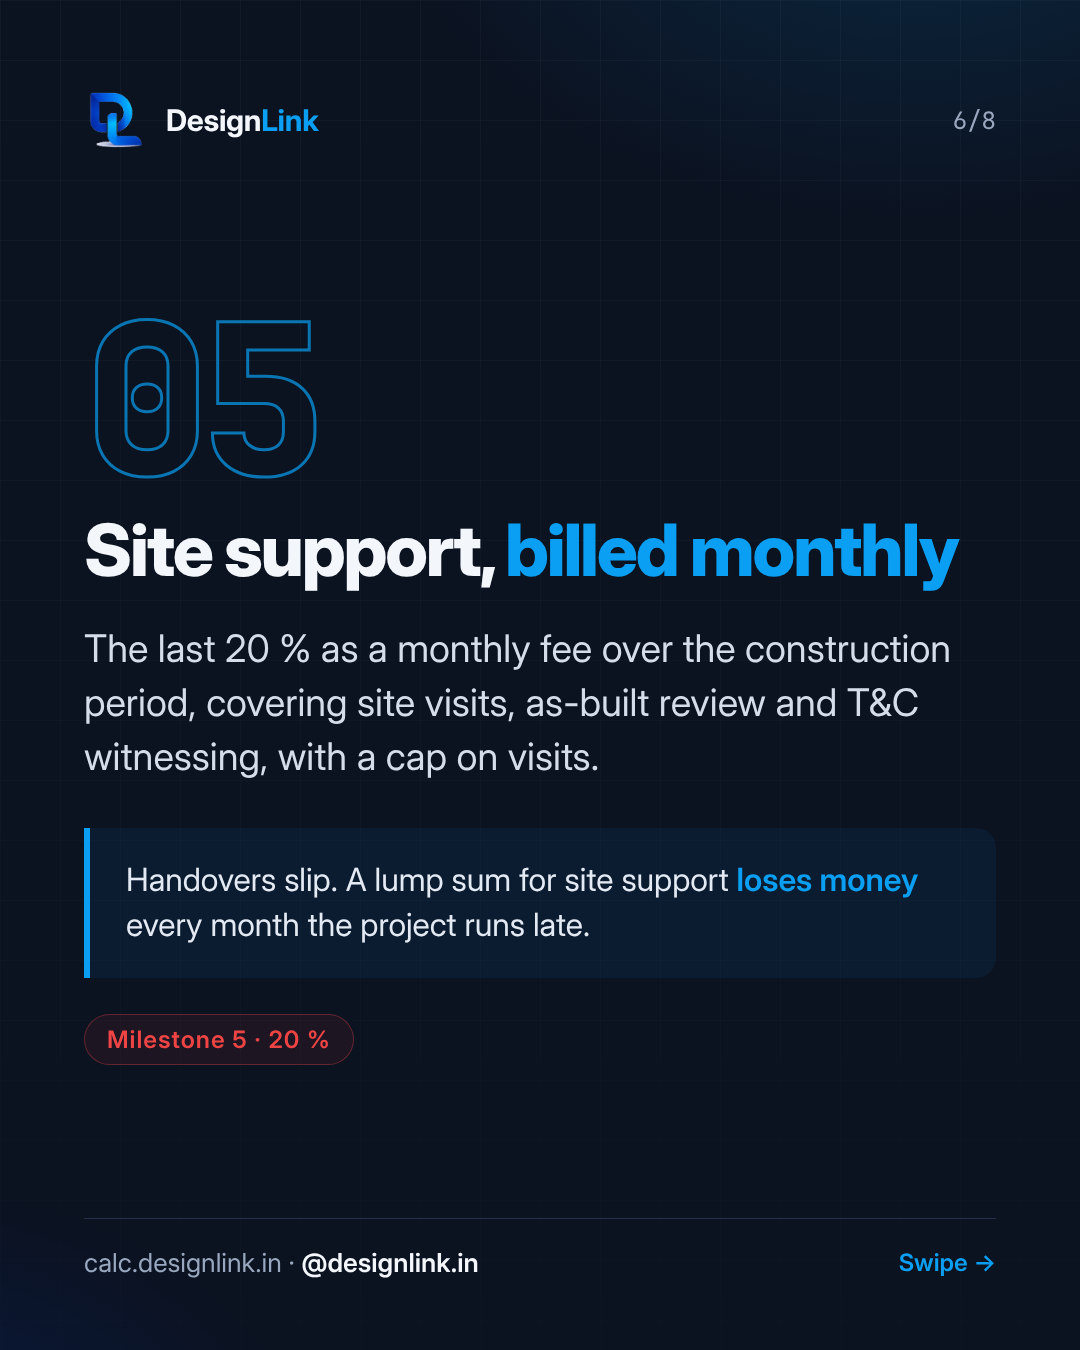 DesignLink
6/8
05
Site support, billed monthly
The last 20 % as a monthly fee over the construction
period, covering site visits, as-built review and T&C
witnessing, with a cap on visits.
Handovers slip. A lump sum for site support loses money
every month the project runs late.
Milestone 5 · 20 %
calc.designlink.in · @designlink.in
Swipe →